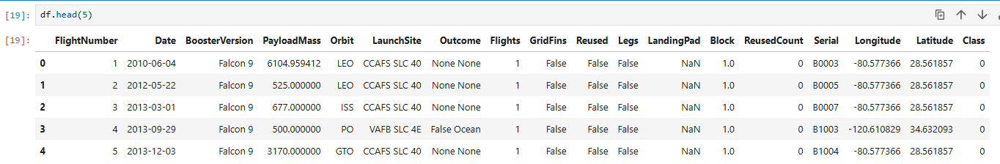 [19]: df.head(5)
[19]: FlightNumber Date BoosterVersion PayloadMass Orbit LaunchSite Outcome Flights GridFins Reused Legs LandingPad Block ReusedCount Serial Longitude Latitude Class
0 1 2010-06-04 Falcon 9 6104.959412 LEO CCAFS SLC 40 None None 1 False False False NaN 1.0 0 B0003 -80.577366 28.561857 0
1 2 2012-05-22 Falcon 9 525.000000 LEO CCAFS SLC 40 None None 1 False False False NaN 1.0 0 B0005 -80.577366 28.561857 0
2 3 2013-03-01 Falcon 9 677.000000 ISS CCAFS SLC 40 None None 1 False False False NaN 1.0 0 B0007 -80.577366 28.561857 0
3 4 2013-09-29 Falcon 9 500.000000 PO VAFB SLC 4E False Ocean 1 False False False NaN 1.0 0 B1003 -120.610829 34.632093 0
4 5 2013-12-03 Falcon 9 3170.000000 GTO CCAFS SLC 40 None None 1 False False False NaN 1.0 0 B1004 -80.577366 28.561857 0